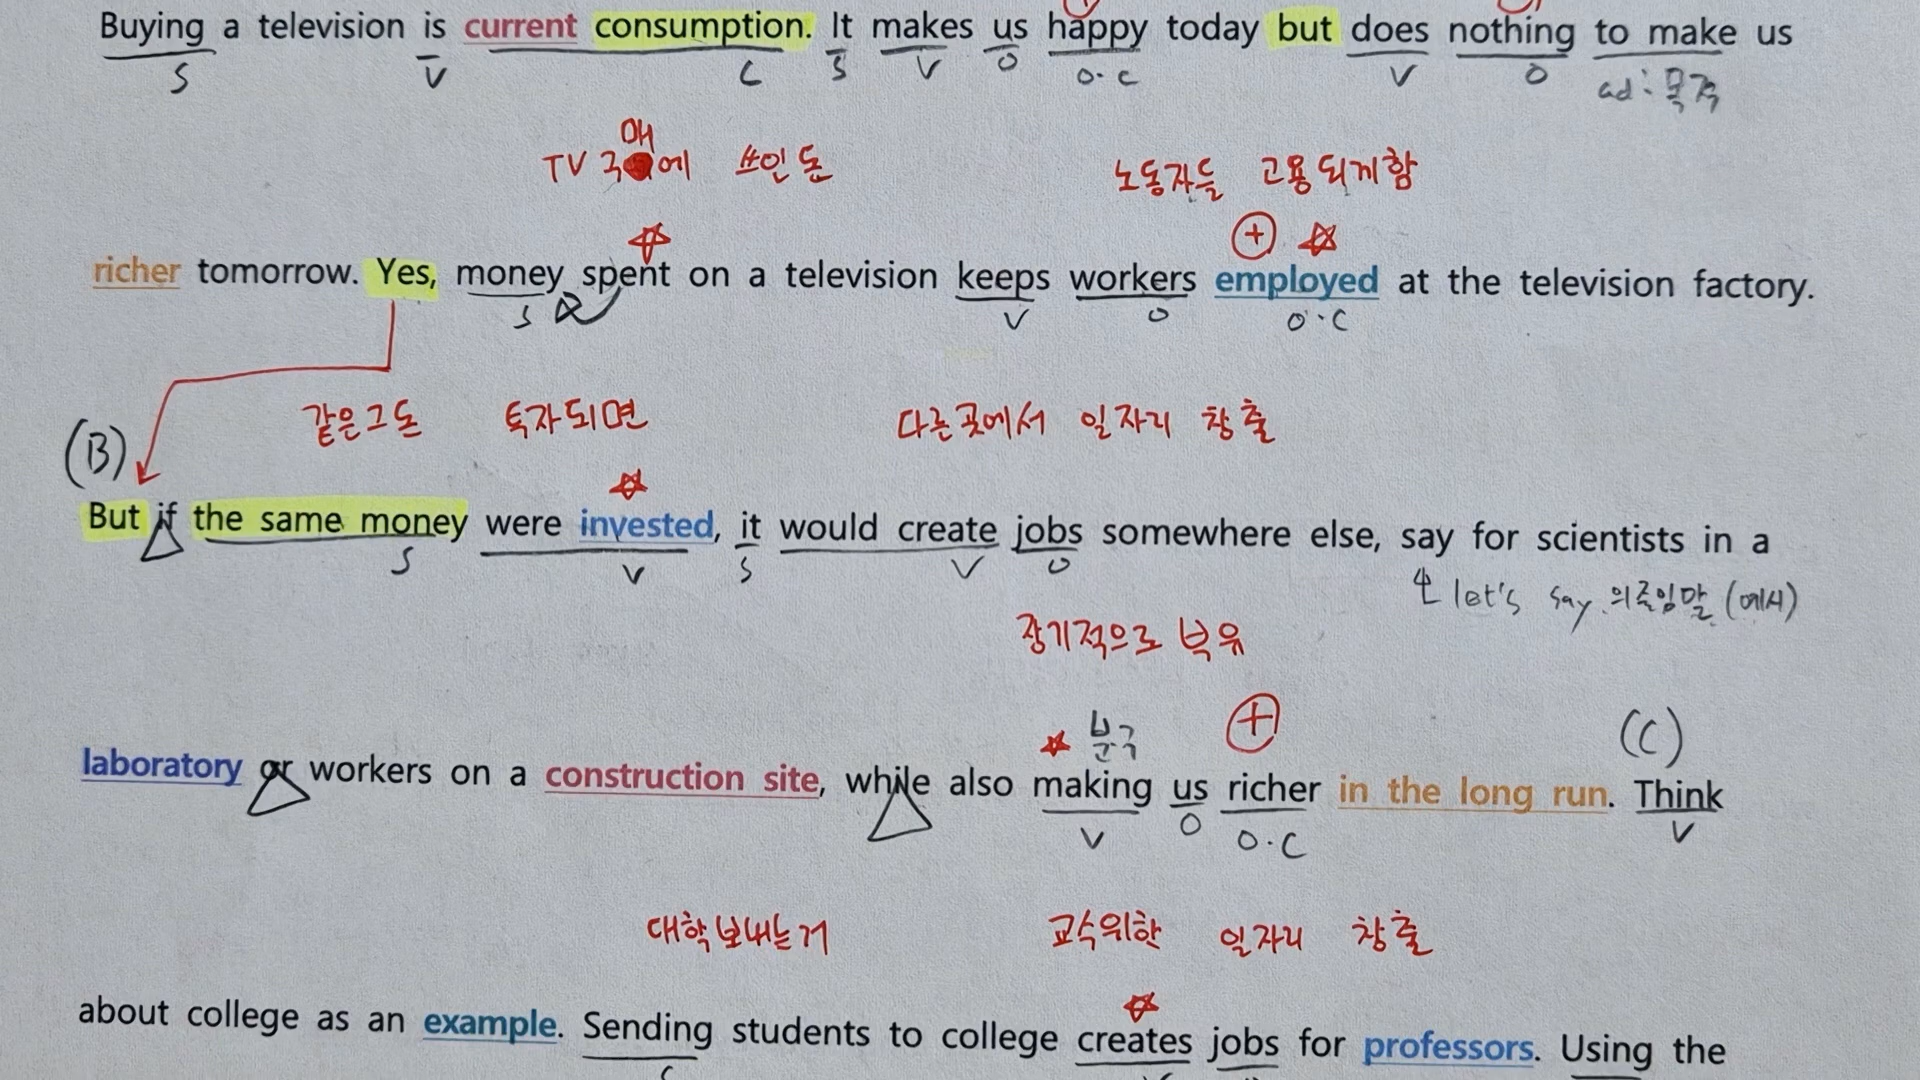 Buying a television is current consumption. It makes us happy today but does nothing to make us
S V C S V O O.C V O ad:목적
매
TV 구에 쓰인 돈 노동자들 고용되게함
+
richer tomorrow. Yes, money spent on a television keeps workers employed at the television factory.
S V O O.C
같은그돈 투자되면 다른곳에서 일자리 창출
(B)
But if the same money were invested, it would create jobs somewhere else, say for scientists in a
S V S V O
let's say 의줄임말 (예시)
장기적으로 부유
분구 + (C)
laboratory or workers on a construction site, while also making us richer in the long run. Think
V O O.C V
대학보내는거 교수위한 일자리 창출
about college as an example. Sending students to college creates jobs for professors. Using the